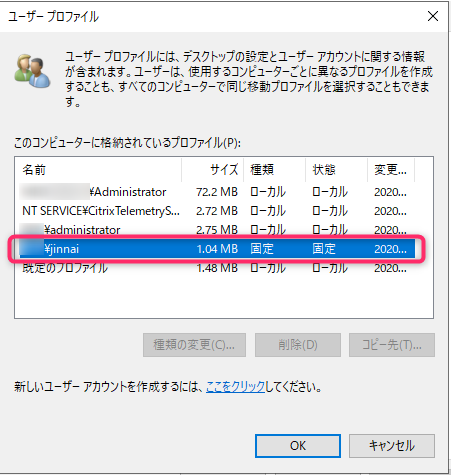 ユーザー プロファイル
ユーザー プロファイルには、デスクトップの設定とユーザー アカウントに関する情報
が含まれます。ユーザーは、使用するコンピューターごとに異なるプロファイルを作成
することも、すべてのコンピューターで同じ移動プロファイルを選択することもできま
す。
このコンピューターに格納されているプロファイル(P):
名前 サイズ 種類 状態 変更...
¥Administrator 72.2 MB ローカル ローカル 2020...
NT SERVICE¥CitrixTelemetryS... 2.72 MB ローカル ローカル 2020...
¥administrator 2.75 MB ローカル ローカル 2020...
¥jinnai 1.04 MB 固定 固定 2020...
既定のプロファイル 1.48 MB ローカル ローカル 2020...
種類の変更(C)... 削除(D) コピー先(T)...
新しいユーザー アカウントを作成するには、ここをクリックしてください。
OK キャンセル